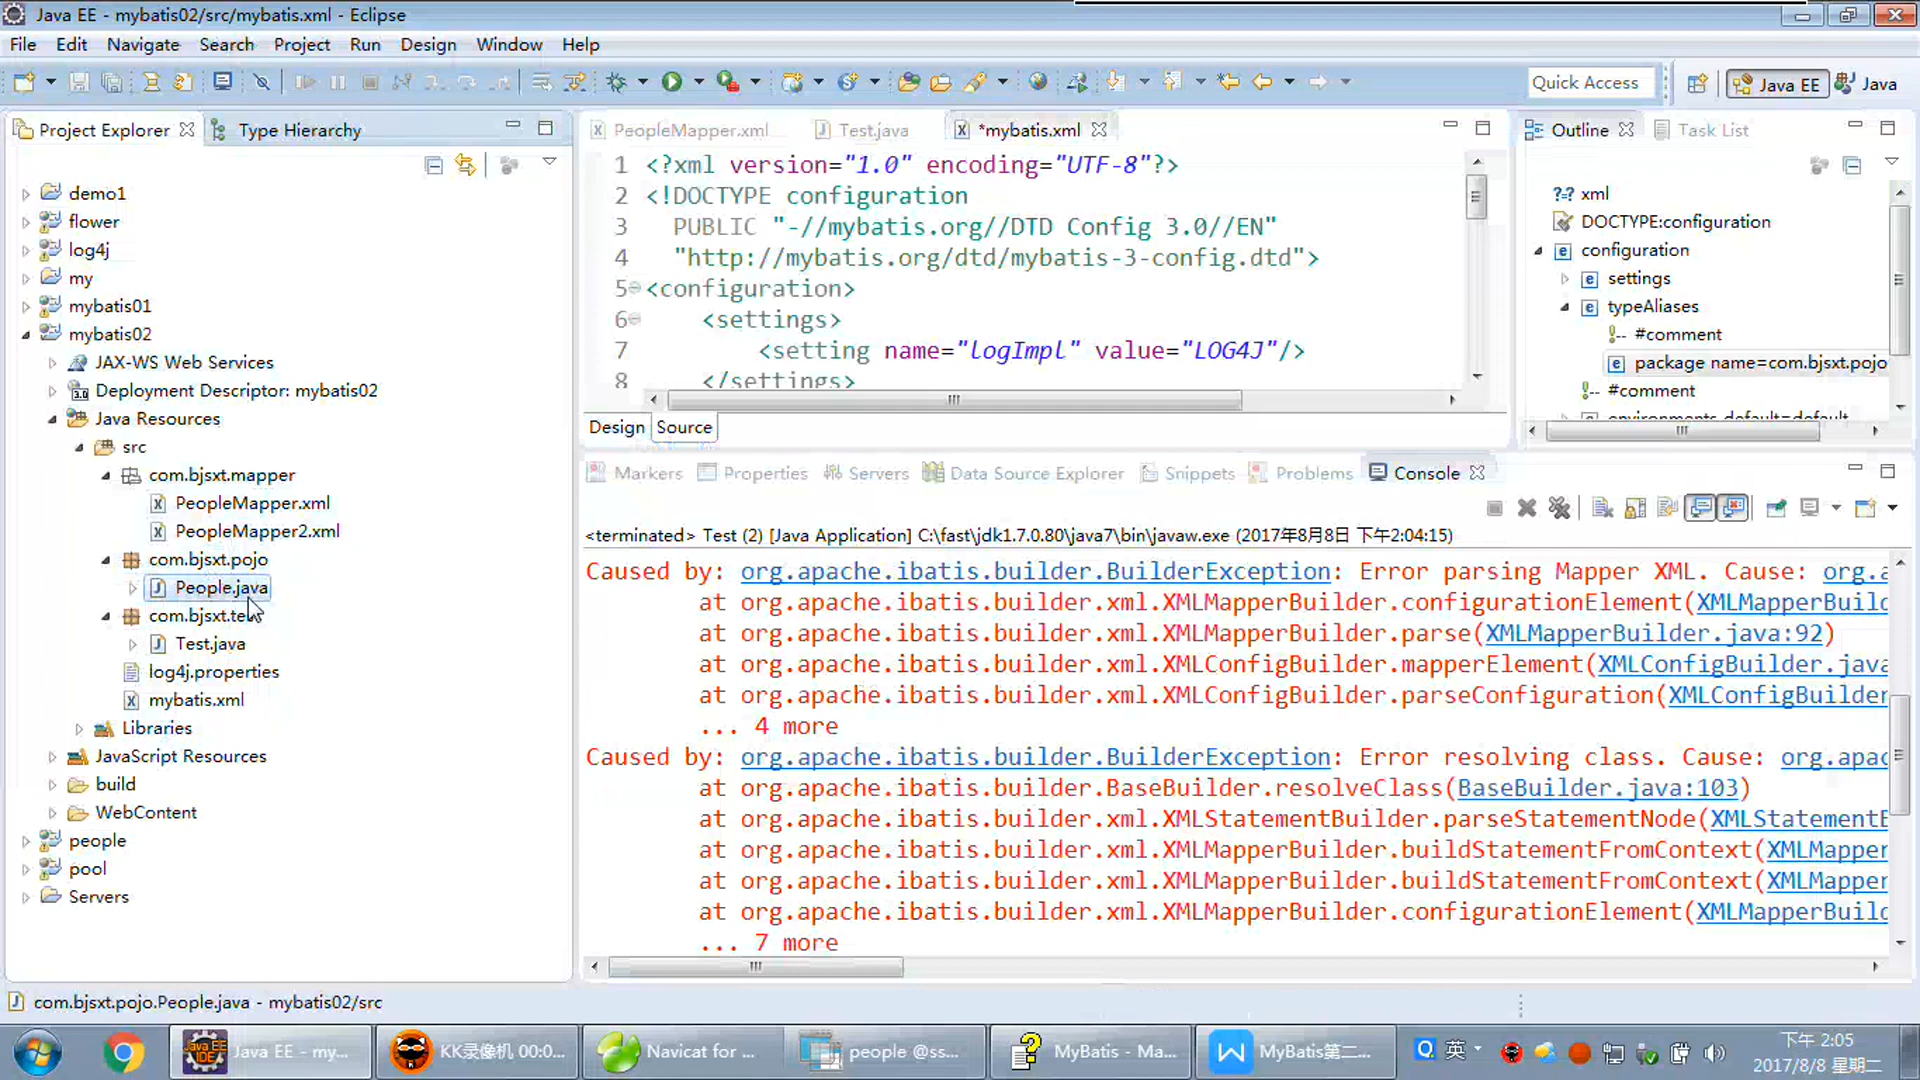 Java EE - mybatis02/src/mybatis.xml - Eclipse
File Edit Navigate Search Project Run Design Window Help
Quick Access
Java EE
Java
Project Explorer
Type Hierarchy
demo1
flower
log4j
my
mybatis01
mybatis02
JAX-WS Web Services
Deployment Descriptor: mybatis02
Java Resources
src
com.bjsxt.mapper
PeopleMapper.xml
PeopleMapper2.xml
com.bjsxt.pojo
People.java
com.bjsxt.te
Test.java
log4j.properties
mybatis.xml
Libraries
JavaScript Resources
build
WebContent
people
pool
Servers
PeopleMapper.xml
Test.java
*mybatis.xml
1 <?xml version="1.0" encoding="UTF-8"?>
2 <!DOCTYPE configuration
3 PUBLIC "-//mybatis.org//DTD Config 3.0//EN"
4 "http://mybatis.org/dtd/mybatis-3-config.dtd">
5 <configuration>
6 <settings>
7 <setting name="logImpl" value="LOG4J"/>
8 </settings>
Design Source
Outline
Task List
xml
DOCTYPE:configuration
configuration
settings
typeAliases
#comment
package name=com.bjsxt.pojo
#comment
environments default=default
Markers Properties Servers Data Source Explorer Snippets Problems Console
<terminated> Test (2) [Java Application] C:\fast\jdk1.7.0.80\java7\bin\javaw.exe (2017年8月8日 下午2:04:15)
Caused by: org.apache.ibatis.builder.BuilderException: Error parsing Mapper XML. Cause: org.a
at org.apache.ibatis.builder.xml.XMLMapperBuilder.configurationElement(XMLMapperBuild
at org.apache.ibatis.builder.xml.XMLMapperBuilder.parse(XMLMapperBuilder.java:92)
at org.apache.ibatis.builder.xml.XMLConfigBuilder.mapperElement(XMLConfigBuilder.java
at org.apache.ibatis.builder.xml.XMLConfigBuilder.parseConfiguration(XMLConfigBuilder
... 4 more
Caused by: org.apache.ibatis.builder.BuilderException: Error resolving class. Cause: org.apac
at org.apache.ibatis.builder.BaseBuilder.resolveClass(BaseBuilder.java:103)
at org.apache.ibatis.builder.xml.XMLStatementBuilder.parseStatementNode(XMLStatementB
at org.apache.ibatis.builder.xml.XMLMapperBuilder.buildStatementFromContext(XMLMapper
at org.apache.ibatis.builder.xml.XMLMapperBuilder.buildStatementFromContext(XMLMapper
at org.apache.ibatis.builder.xml.XMLMapperBuilder.configurationElement(XMLMapperBuild
... 7 more
com.bjsxt.pojo.People.java - mybatis02/src
Java EE - my...
KK录像机 00:0...
Navicat for ...
people @ss...
MyBatis - Ma...
MyBatis第二...
英
下午 2:05
2017/8/8 星期二